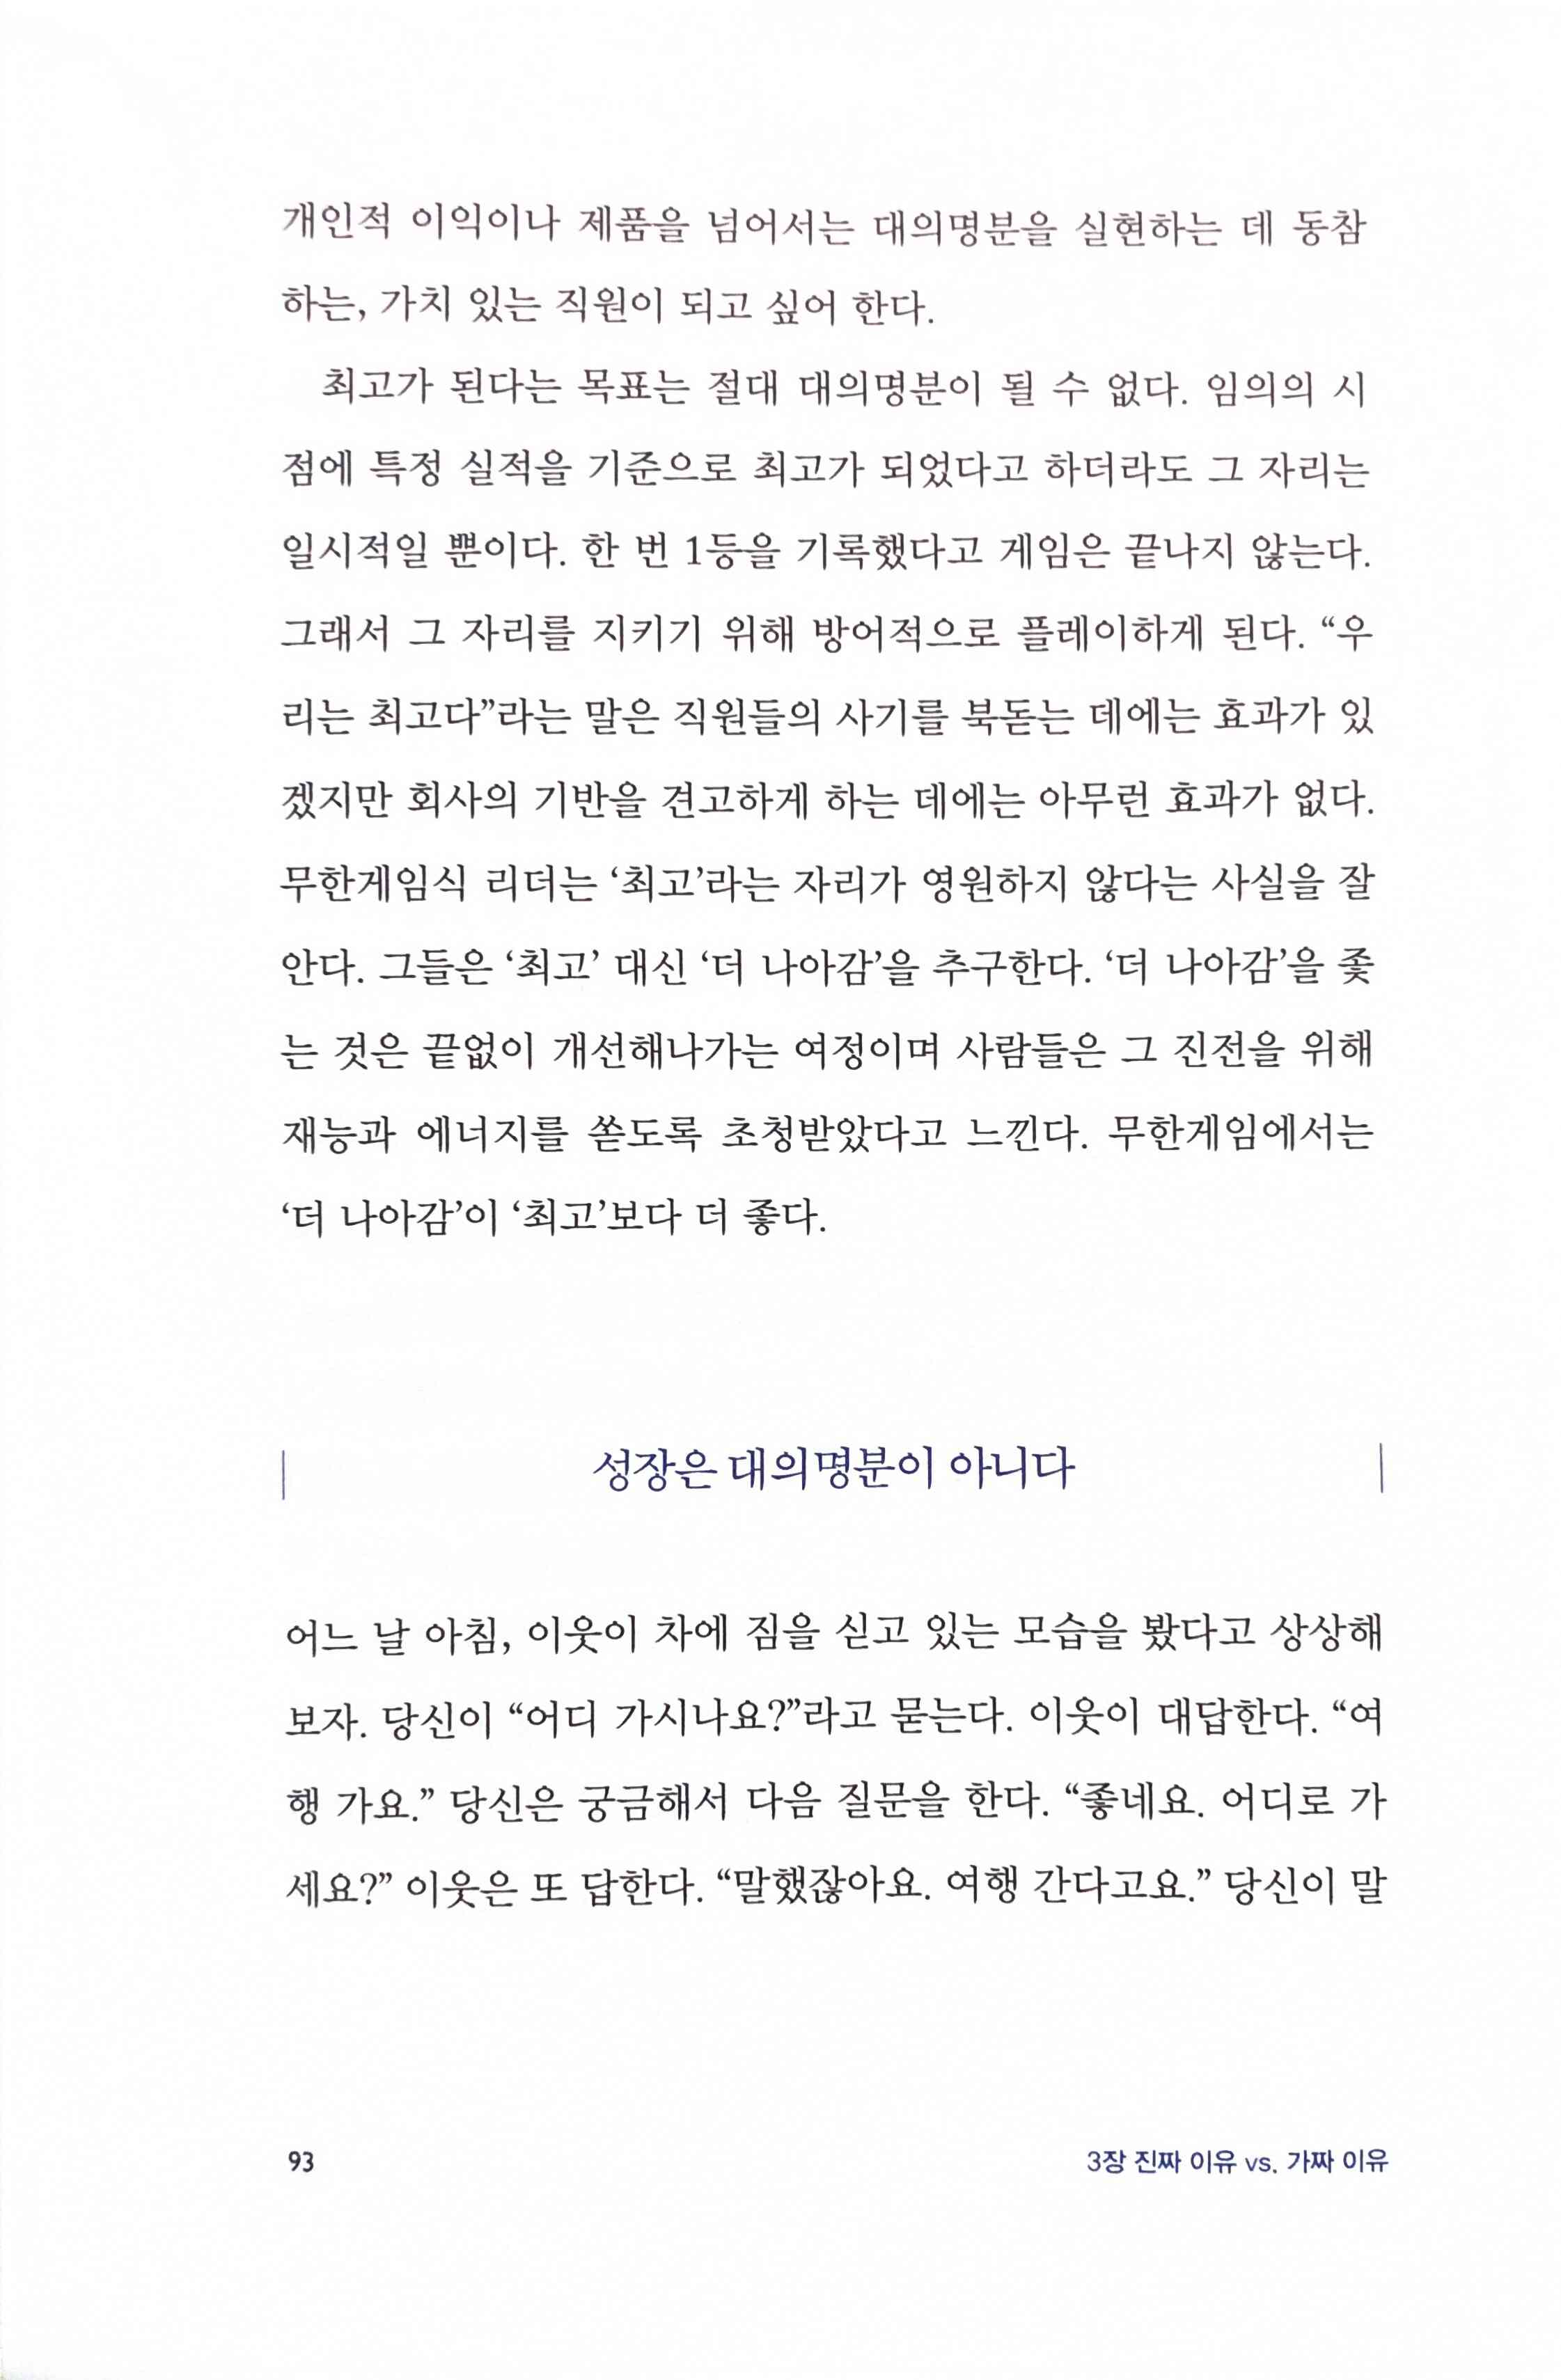 개인적 이익이나 제품을 넘어서는 대의명분을 실현하는 데 동참
하는, 가치 있는 직원이 되고 싶어 한다.
최고가 된다는 목표는 절대 대의명분이 될 수 없다. 임의의 시
점에 특정 실적을 기준으로 최고가 되었다고 하더라도 그 자리는
일시적일 뿐이다. 한 번 1등을 기록했다고 게임은 끝나지 않는다.
그래서 그 자리를 지키기 위해 방어적으로 플레이하게 된다. “우
리는 최고다”라는 말은 직원들의 사기를 북돋는 데에는 효과가 있
겠지만 회사의 기반을 견고하게 하는 데에는 아무런 효과가 없다.
무한게임식 리더는 ‘최고’라는 자리가 영원하지 않다는 사실을 잘
안다. 그들은 ‘최고’ 대신 ‘더 나아감’을 추구한다. ‘더 나아감’을 좇
는 것은 끝없이 개선해나가는 여정이며 사람들은 그 진전을 위해
재능과 에너지를 쏟도록 초청받았다고 느낀다. 무한게임에서는
‘더 나아감’이 ‘최고’보다 더 좋다.
성장은 대의명분이 아니다
어느 날 아침, 이웃이 차에 짐을 싣고 있는 모습을 봤다고 상상해
보자. 당신이 “어디 가시나요?”라고 묻는다. 이웃이 대답한다. “여
행 가요.” 당신은 궁금해서 다음 질문을 한다. “좋네요. 어디로 가
세요?” 이웃은 또 답한다. “말했잖아요. 여행 간다고요.” 당신이 말
93
3장 진짜 이유 vs. 가짜 이유